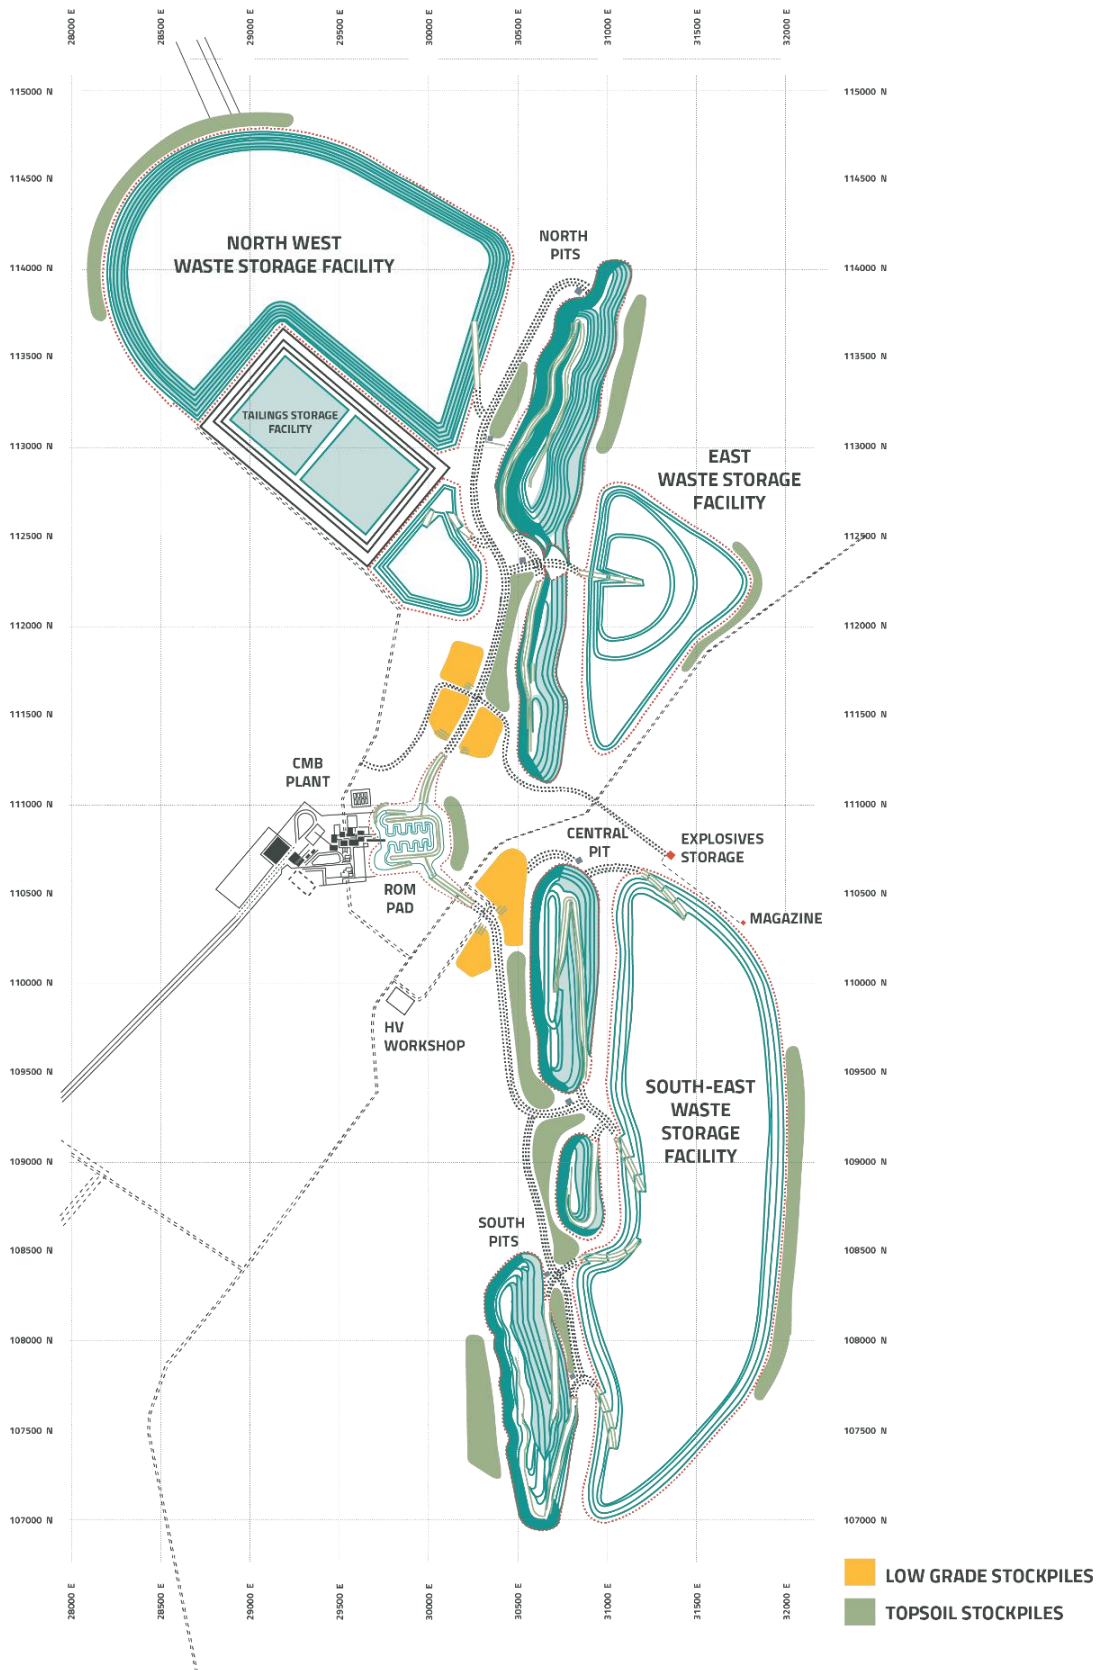 28000 E
28500 E
29000 E
29500 E
30000 E
30500 E
31000 E
31500 E
32000 E
115000 N
115000 N
114500 N
114500 N
NORTH WEST
WASTE STORAGE FACILITY
NORTH
PITS
114000 N
114000 N
113500 N
113500 N
TAILINGS STORAGE
FACILITY
113000 N
113000 N
EAST
WASTE STORAGE
FACILITY
112500 N
112500 N
112000 N
112000 N
111500 N
111500 N
CMB
PLANT
111000 N
111000 N
CENTRAL
PIT
EXPLOSIVES
STORAGE
ROM
PAD
110500 N
110500 N
MAGAZINE
110000 N
110000 N
HV
WORKSHOP
109500 N
109500 N
SOUTH-EAST
WASTE
STORAGE
FACILITY
109000 N
109000 N
SOUTH
PITS
108500 N
108500 N
108000 N
108000 N
107500 N
107500 N
107000 N
107000 N
28000 E
28500 E
29000 E
29500 E
30000 E
30500 E
31000 E
31500 E
32000 E
LOW GRADE STOCKPILES
TOPSOIL STOCKPILES